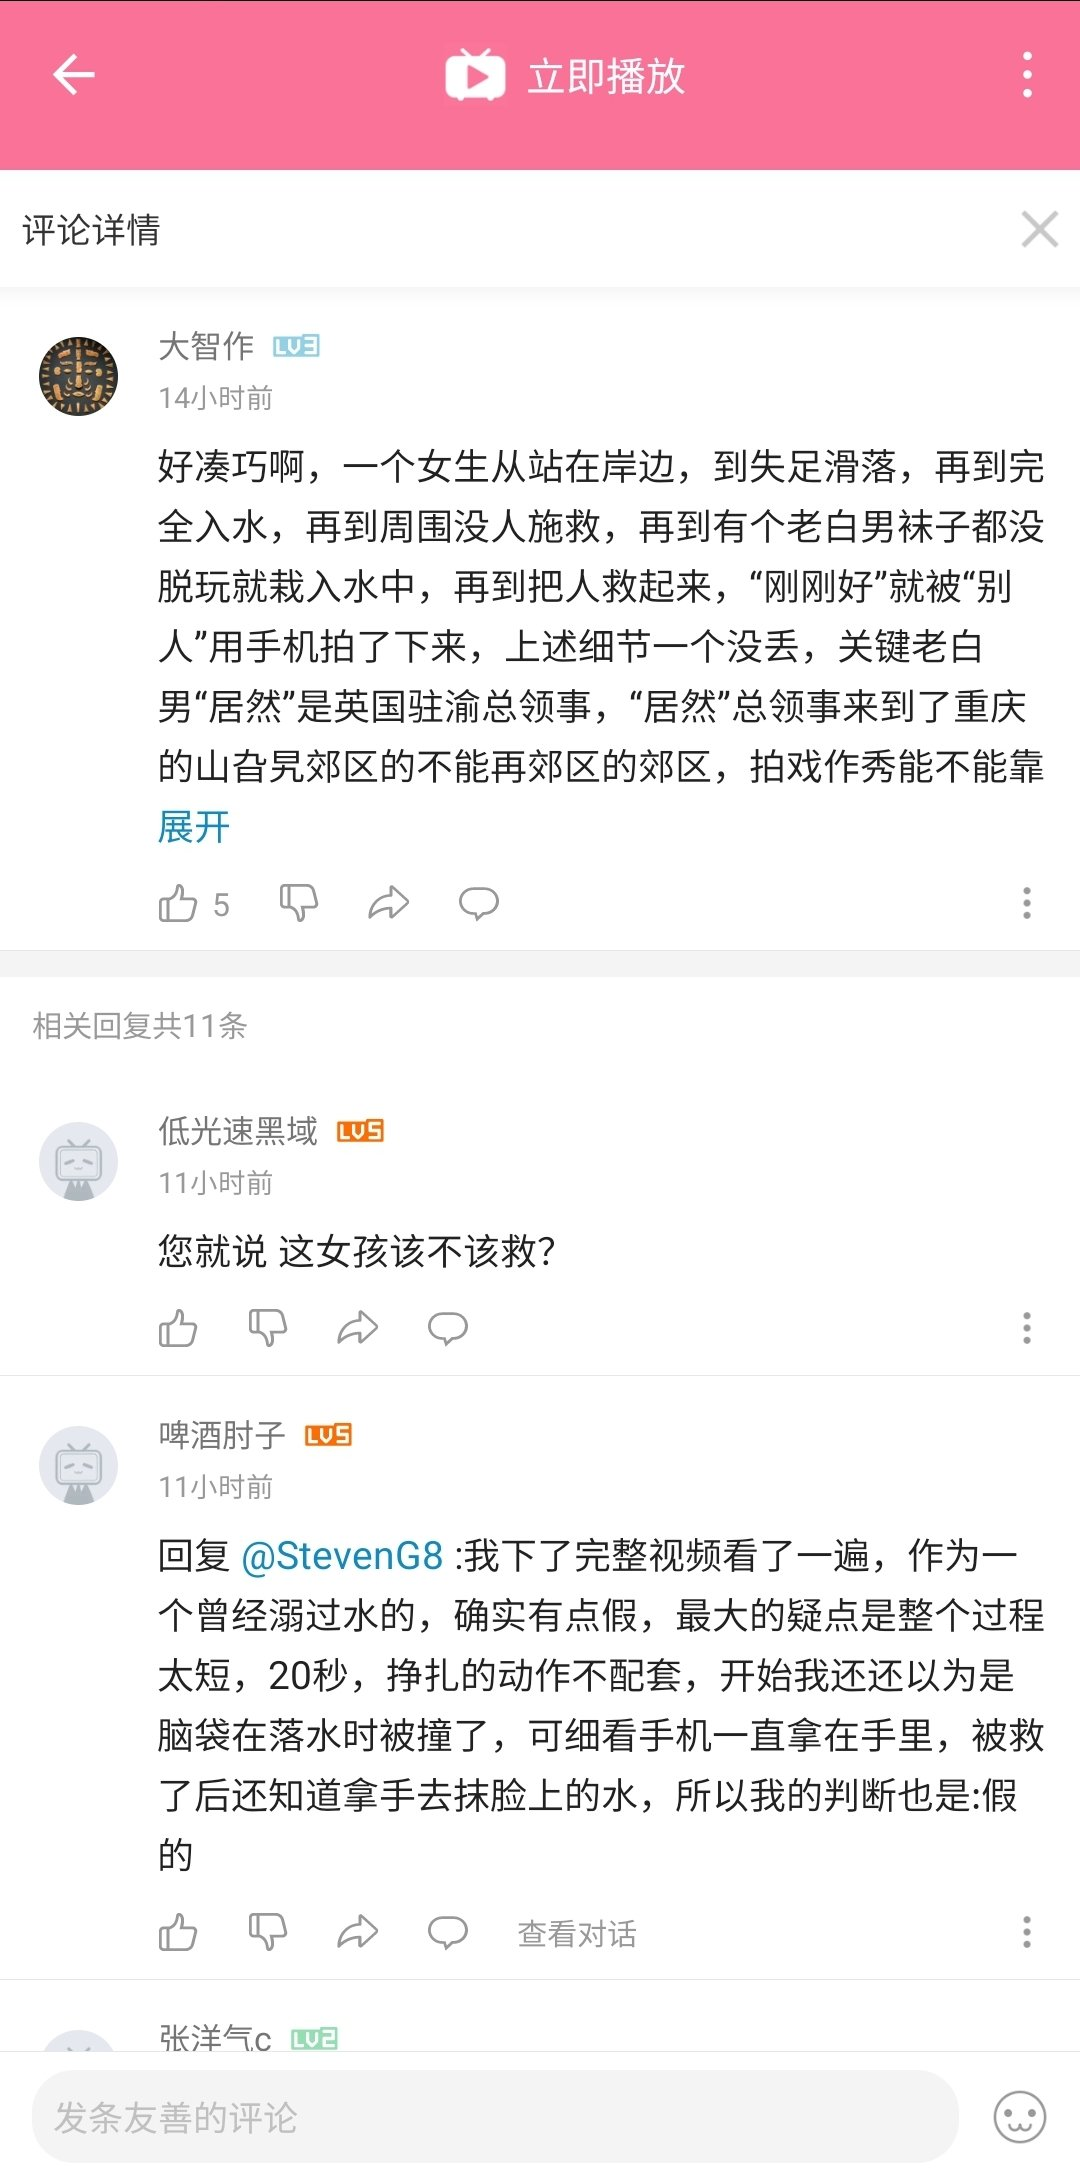 立即播放
评论详情
大智作 LV3
14小时前
好凑巧啊，一个女生从站在岸边，到失足滑落，再到完
全入水，再到周围没人施救，再到有个老白男袜子都没
脱玩就栽入水中，再到把人救起来，“刚刚好”就被“别
人”用手机拍了下来，上述细节一个没丢，关键老白
男“居然”是英国驻渝总领事，“居然”总领事来到了重庆
的山旮旯郊区的不能再郊区的郊区，拍戏作秀能不能靠
展开
5
相关回复共11条
低光速黑域 LV5
11小时前
您就说 这女孩该不该救？
啤酒肘子 LV5
11小时前
回复 @StevenG8 :我下了完整视频看了一遍，作为一
个曾经溺过水的，确实有点假，最大的疑点是整个过程
太短，20秒，挣扎的动作不配套，开始我还还以为是
脑袋在落水时被撞了，可细看手机一直拿在手里，被救
了后还知道拿手去抹脸上的水，所以我的判断也是:假
的
查看对话
张洋气c LV2
发条友善的评论